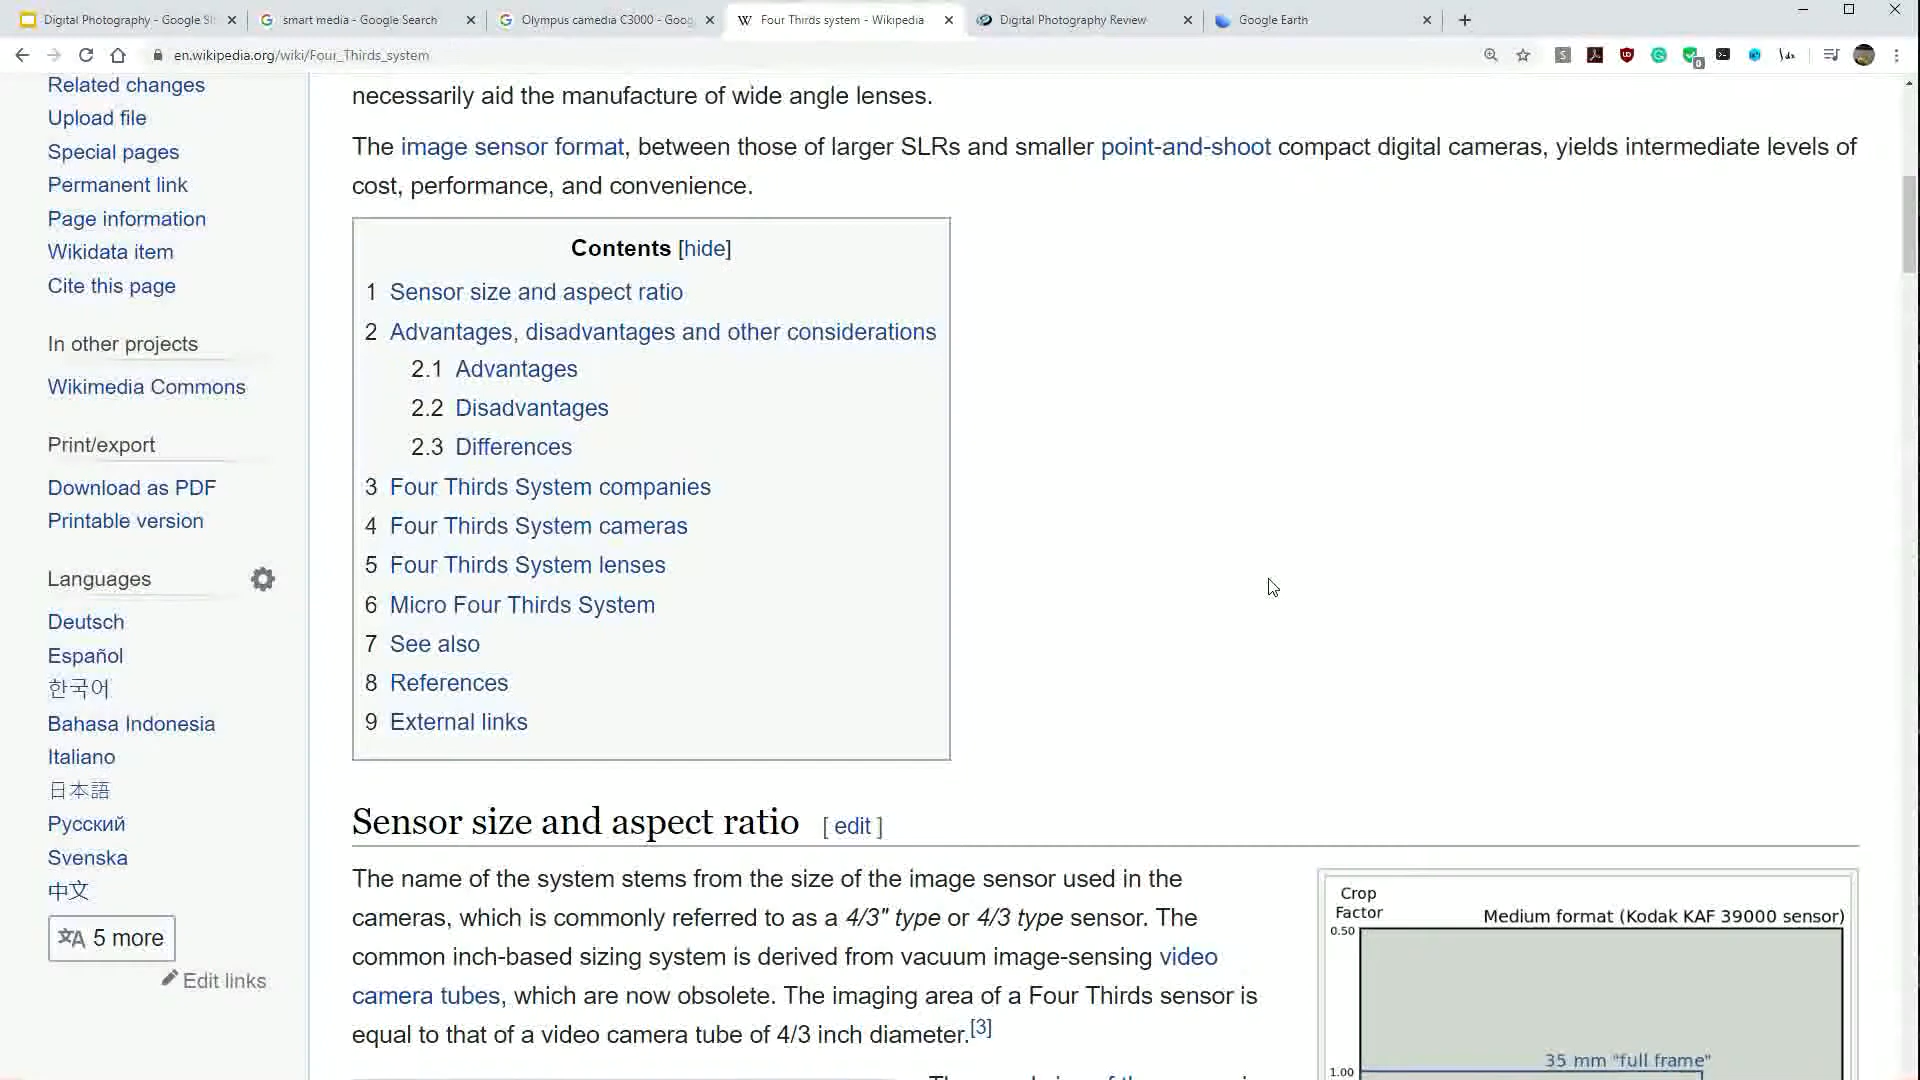 Digital Photography - Google Sl
smart media - Google Search
Olympus camedia C3000 - Goog
Four Thirds system - Wikipedia
Digital Photography Review
Google Earth
en.wikipedia.org/wiki/Four_Thirds_system
Related changes
Upload file
Special pages
Permanent link
Page information
Wikidata item
Cite this page
In other projects
Wikimedia Commons
Print/export
Download as PDF
Printable version
Languages
Deutsch
Español
한국어
Bahasa Indonesia
Italiano
日本語
Русский
Svenska
中文
5 more
Edit links
necessarily aid the manufacture of wide angle lenses.
The image sensor format, between those of larger SLRs and smaller point-and-shoot compact digital cameras, yields intermediate levels of
cost, performance, and convenience.
Contents [hide]
1 Sensor size and aspect ratio
2 Advantages, disadvantages and other considerations
2.1 Advantages
2.2 Disadvantages
2.3 Differences
3 Four Thirds System companies
4 Four Thirds System cameras
5 Four Thirds System lenses
6 Micro Four Thirds System
7 See also
8 References
9 External links
Sensor size and aspect ratio [ edit ]
The name of the system stems from the size of the image sensor used in the
cameras, which is commonly referred to as a 4/3" type or 4/3 type sensor. The
common inch-based sizing system is derived from vacuum image-sensing video
camera tubes, which are now obsolete. The imaging area of a Four Thirds sensor is
equal to that of a video camera tube of 4/3 inch diameter.[3]
Crop
Factor
Medium format (Kodak KAF 39000 sensor)
0.50
35 mm "full frame"
1.00